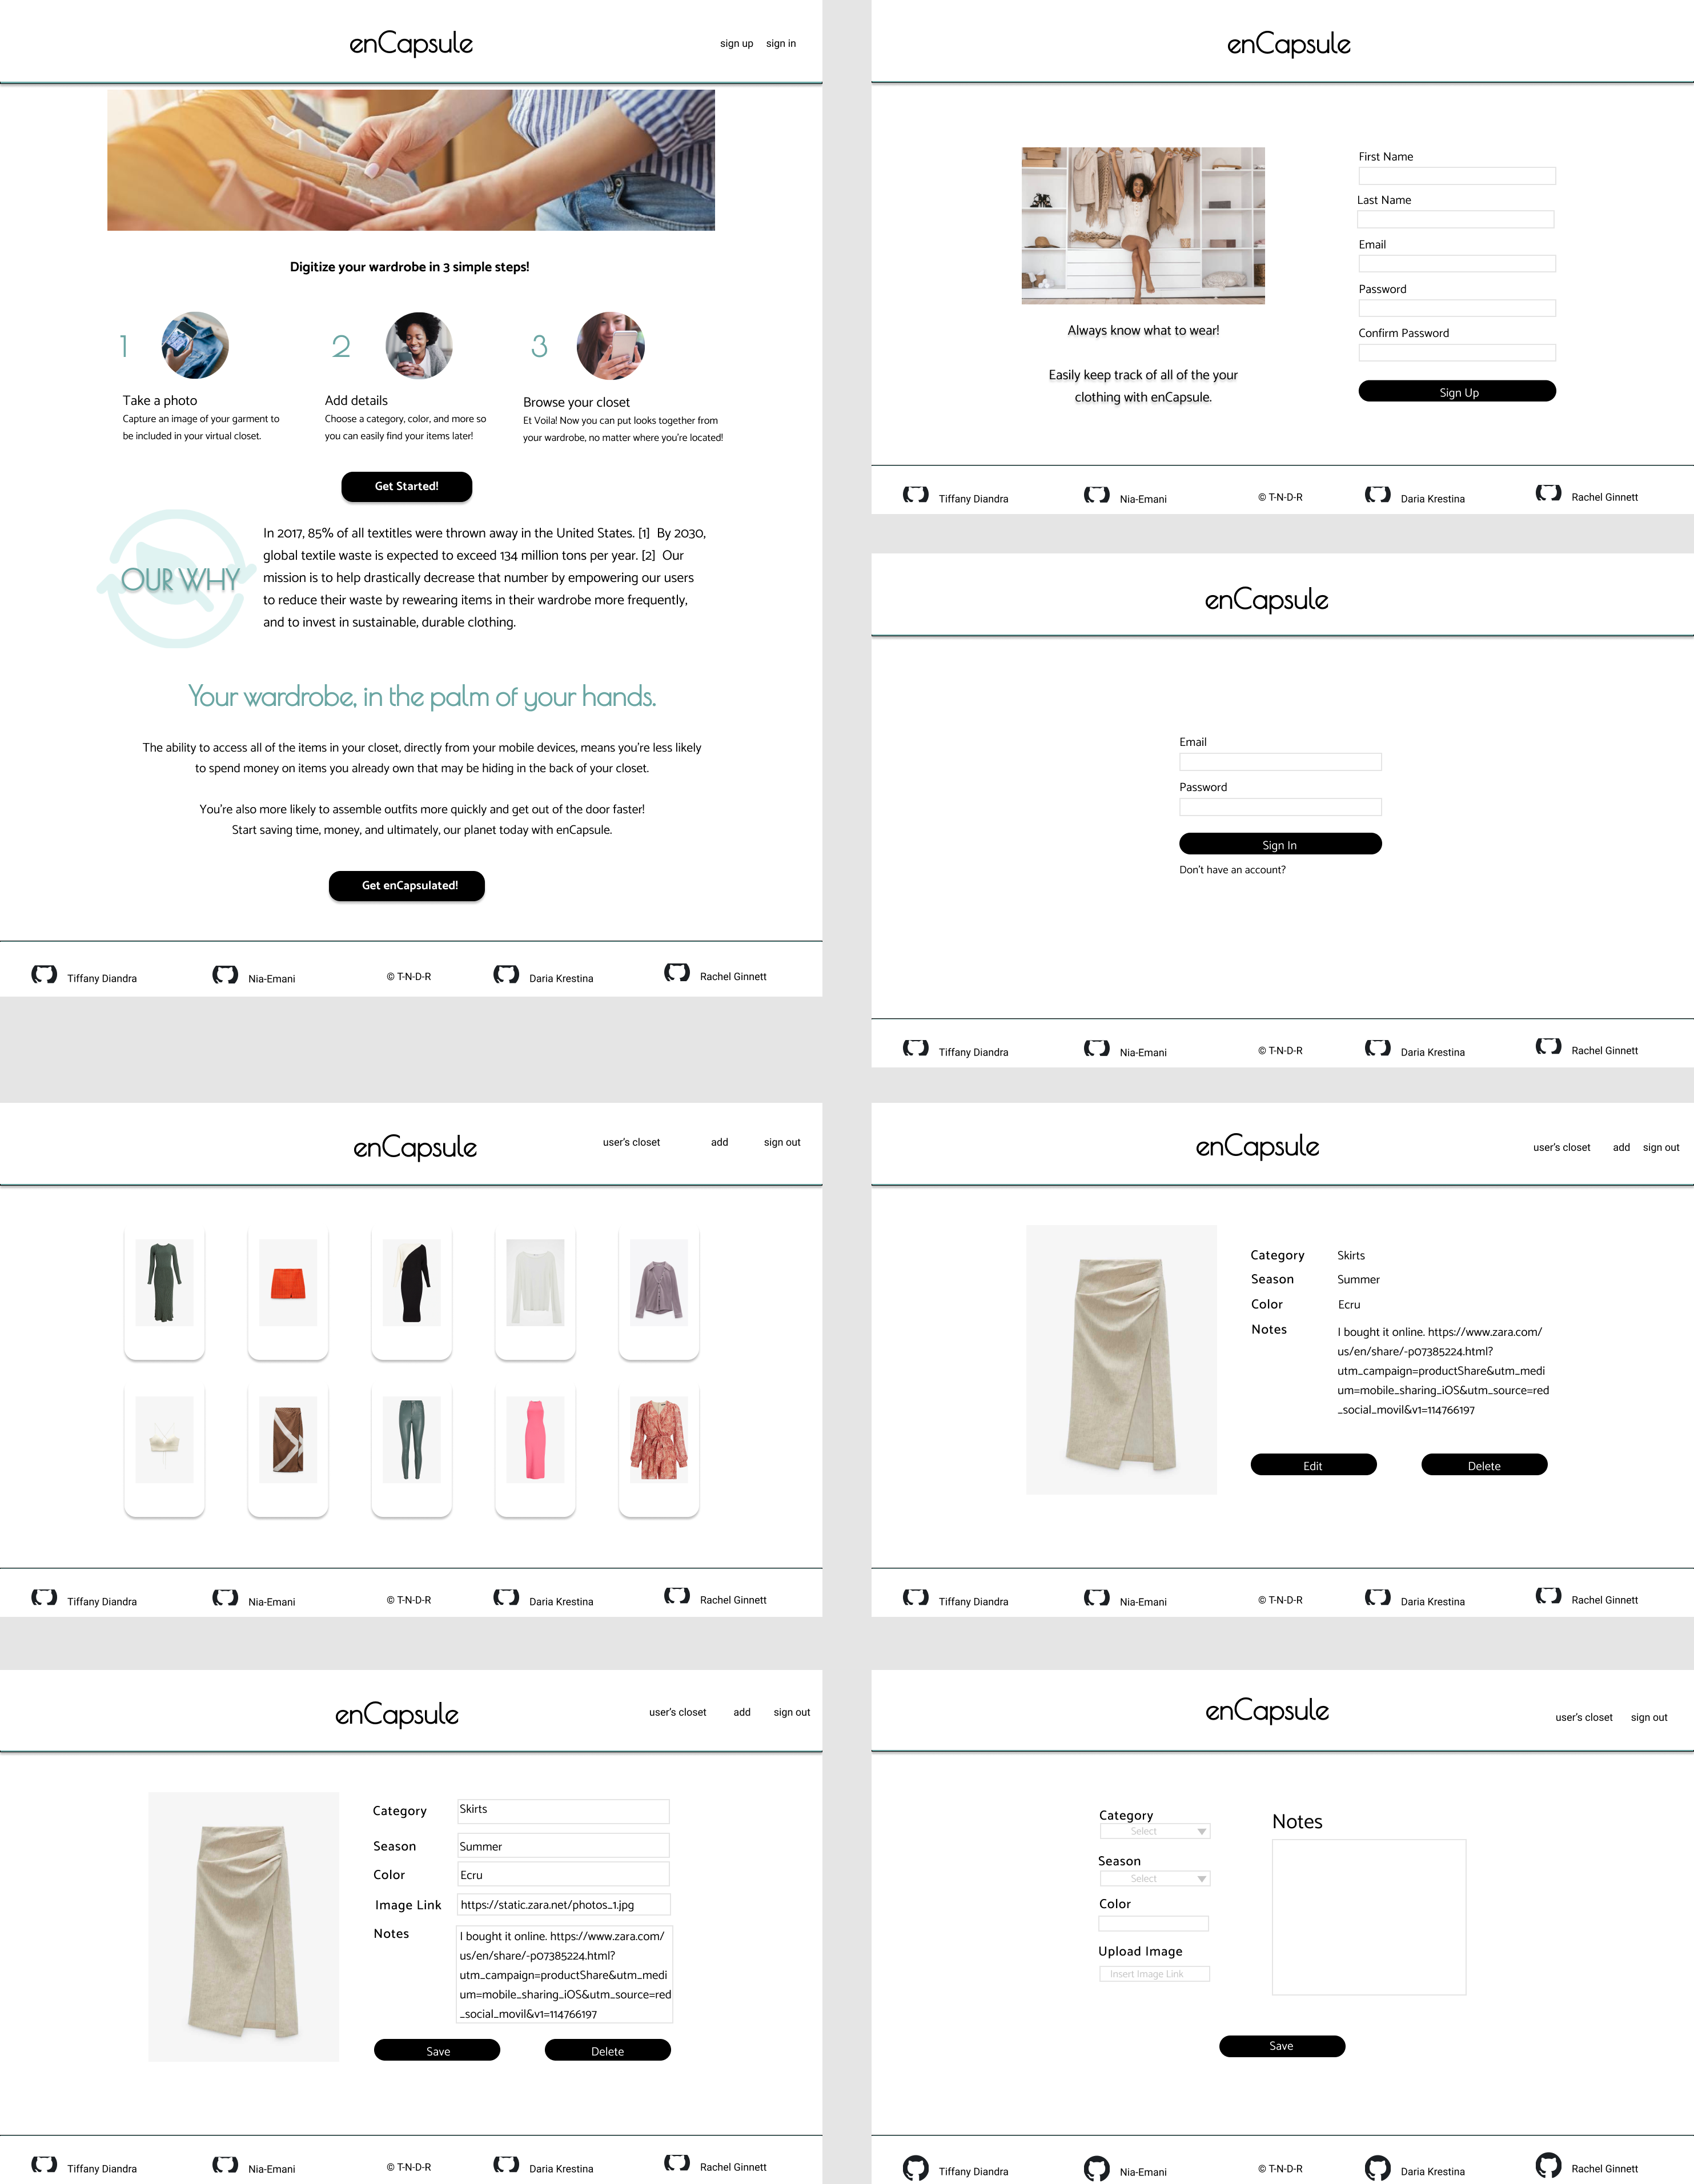 enCapsule
sign up
sign in
Digitize your wardrobe in 3 simple steps!
1
2
3
Take a photo
Capture an image of your garment to
be included in your virtual closet.
Add details
Choose a category, color, and more so
you can easily find your items later!
Browse your closet
Et Voila! Now you can put looks together from
your wardrobe, no matter where you're located!
Get Started!
OUR WHY
In 2017, 85% of all textitles were thrown away in the United States. [1] By 2030,
global textile waste is expected to exceed 134 million tons per year. [2] Our
mission is to help drastically decrease that number by empowering our users
to reduce their waste by rewearing items in their wardrobe more frequently,
and to invest in sustainable, durable clothing.
Your wardrobe, in the palm of your hands.
The ability to access all of the items in your closet, directly from your mobile devices, means you're less likely
to spend money on items you already own that may be hiding in the back of your closet.
You're also more likely to assemble outfits more quickly and get out of the door faster!
Start saving time, money, and ultimately, our planet today with enCapsule.
Get enCapsulated!
Tiffany Diandra
Nia-Emani
© T-N-D-R
Daria Krestina
Rachel Ginnett
enCapsule
Always know what to wear!
Easily keep track of all of the your
clothing with enCapsule.
First Name
Last Name
Email
Password
Confirm Password
Sign Up
Tiffany Diandra
Nia-Emani
© T-N-D-R
Daria Krestina
Rachel Ginnett
enCapsule
Email
Password
Sign In
Don't have an account?
Tiffany Diandra
Nia-Emani
© T-N-D-R
Daria Krestina
Rachel Ginnett
enCapsule
user's closet
add
sign out
Tiffany Diandra
Nia-Emani
© T-N-D-R
Daria Krestina
Rachel Ginnett
enCapsule
user's closet
add
sign out
Category
Skirts
Season
Summer
Color
Ecru
Notes
I bought it online. https://www.zara.com/
us/en/share/-p07385224.html?
utm_campaign=productShare&utm_medi
um=mobile_sharing_iOS&utm_source=red
_social_movil&v1=114766197
Edit
Delete
Tiffany Diandra
Nia-Emani
© T-N-D-R
Daria Krestina
Rachel Ginnett
enCapsule
user's closet
add
sign out
Category
Skirts
Season
Summer
Color
Ecru
Image Link
https://static.zara.net/photos_1.jpg
Notes
I bought it online. https://www.zara.com/
us/en/share/-p07385224.html?
utm_campaign=productShare&utm_medi
um=mobile_sharing_iOS&utm_source=red
_social_movil&v1=114766197
Save
Delete
Tiffany Diandra
Nia-Emani
© T-N-D-R
Daria Krestina
Rachel Ginnett
enCapsule
user's closet
sign out
Category
Select
Season
Select
Color
Upload Image
Insert Image Link
Notes
Save
Tiffany Diandra
Nia-Emani
© T-N-D-R
Daria Krestina
Rachel Ginnett